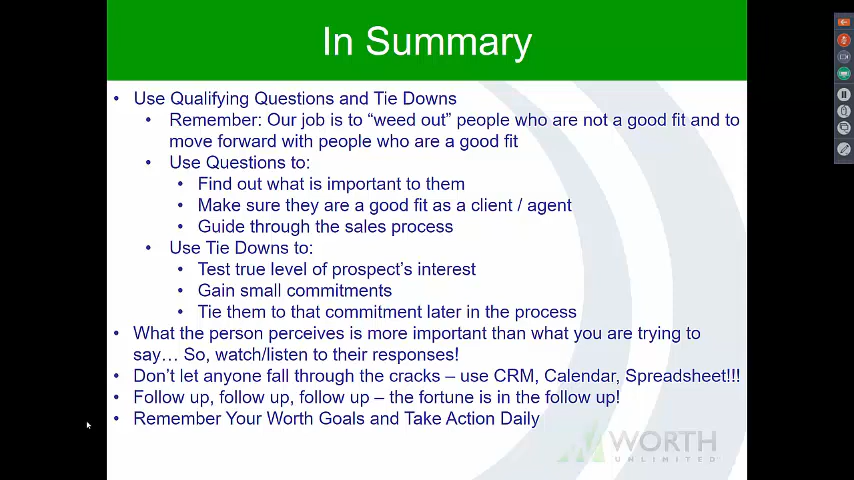 In Summary
• Use Qualifying Questions and Tie Downs
• Remember: Our job is to “weed out” people who are not a good fit and to
move forward with people who are a good fit
• Use Questions to:
• Find out what is important to them
• Make sure they are a good fit as a client / agent
• Guide through the sales process
• Use Tie Downs to:
• Test true level of prospect’s interest
• Gain small commitments
• Tie them to that commitment later in the process
• What the person perceives is more important than what you are trying to
say… So, watch/listen to their responses!
• Don’t let anyone fall through the cracks – use CRM, Calendar, Spreadsheet!!!
• Follow up, follow up, follow up – the fortune is in the follow up!
• Remember Your Worth Goals and Take Action Daily
WORTH
UNLIMITED